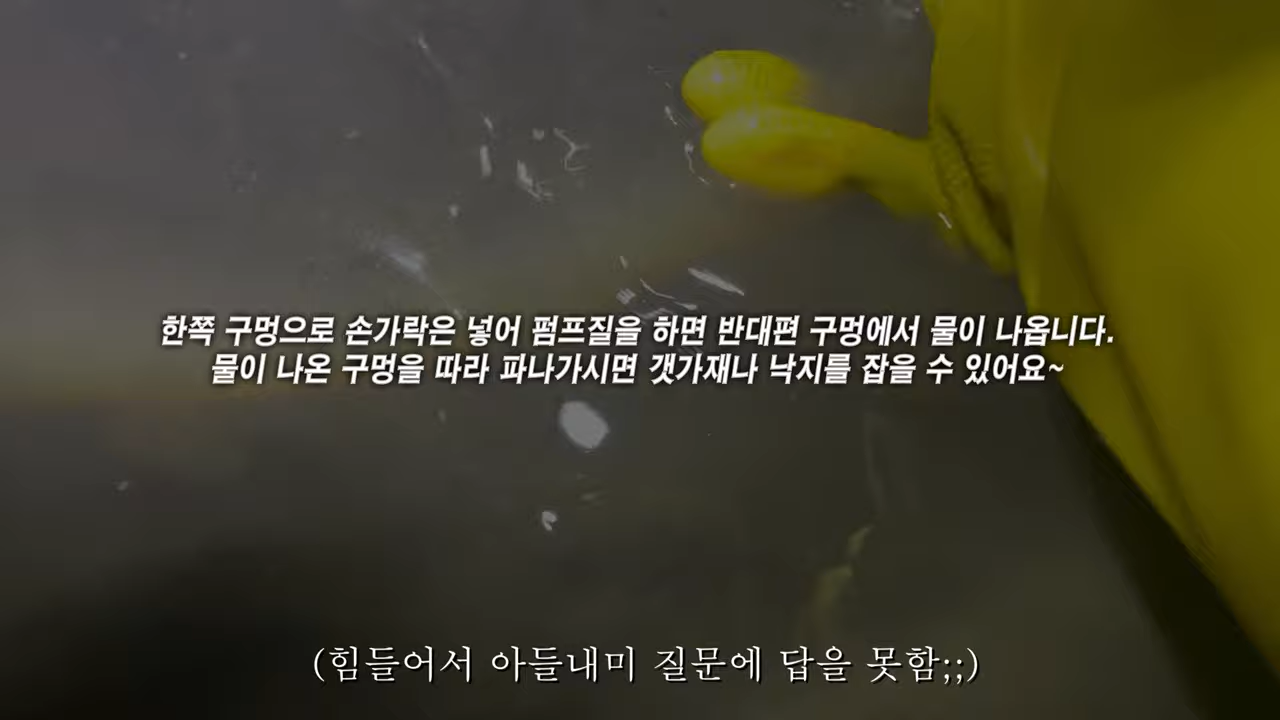 한쪽 구멍으로 손가락은 넣어 펌프질을 하면 반대편 구멍에서 물이 나옵니다.
물이 나온 구멍을 따라 파나가시면 갯가재나 낙지를 잡을 수 있어요~
(힘들어서 아들내미 질문에 답을 못함;;)